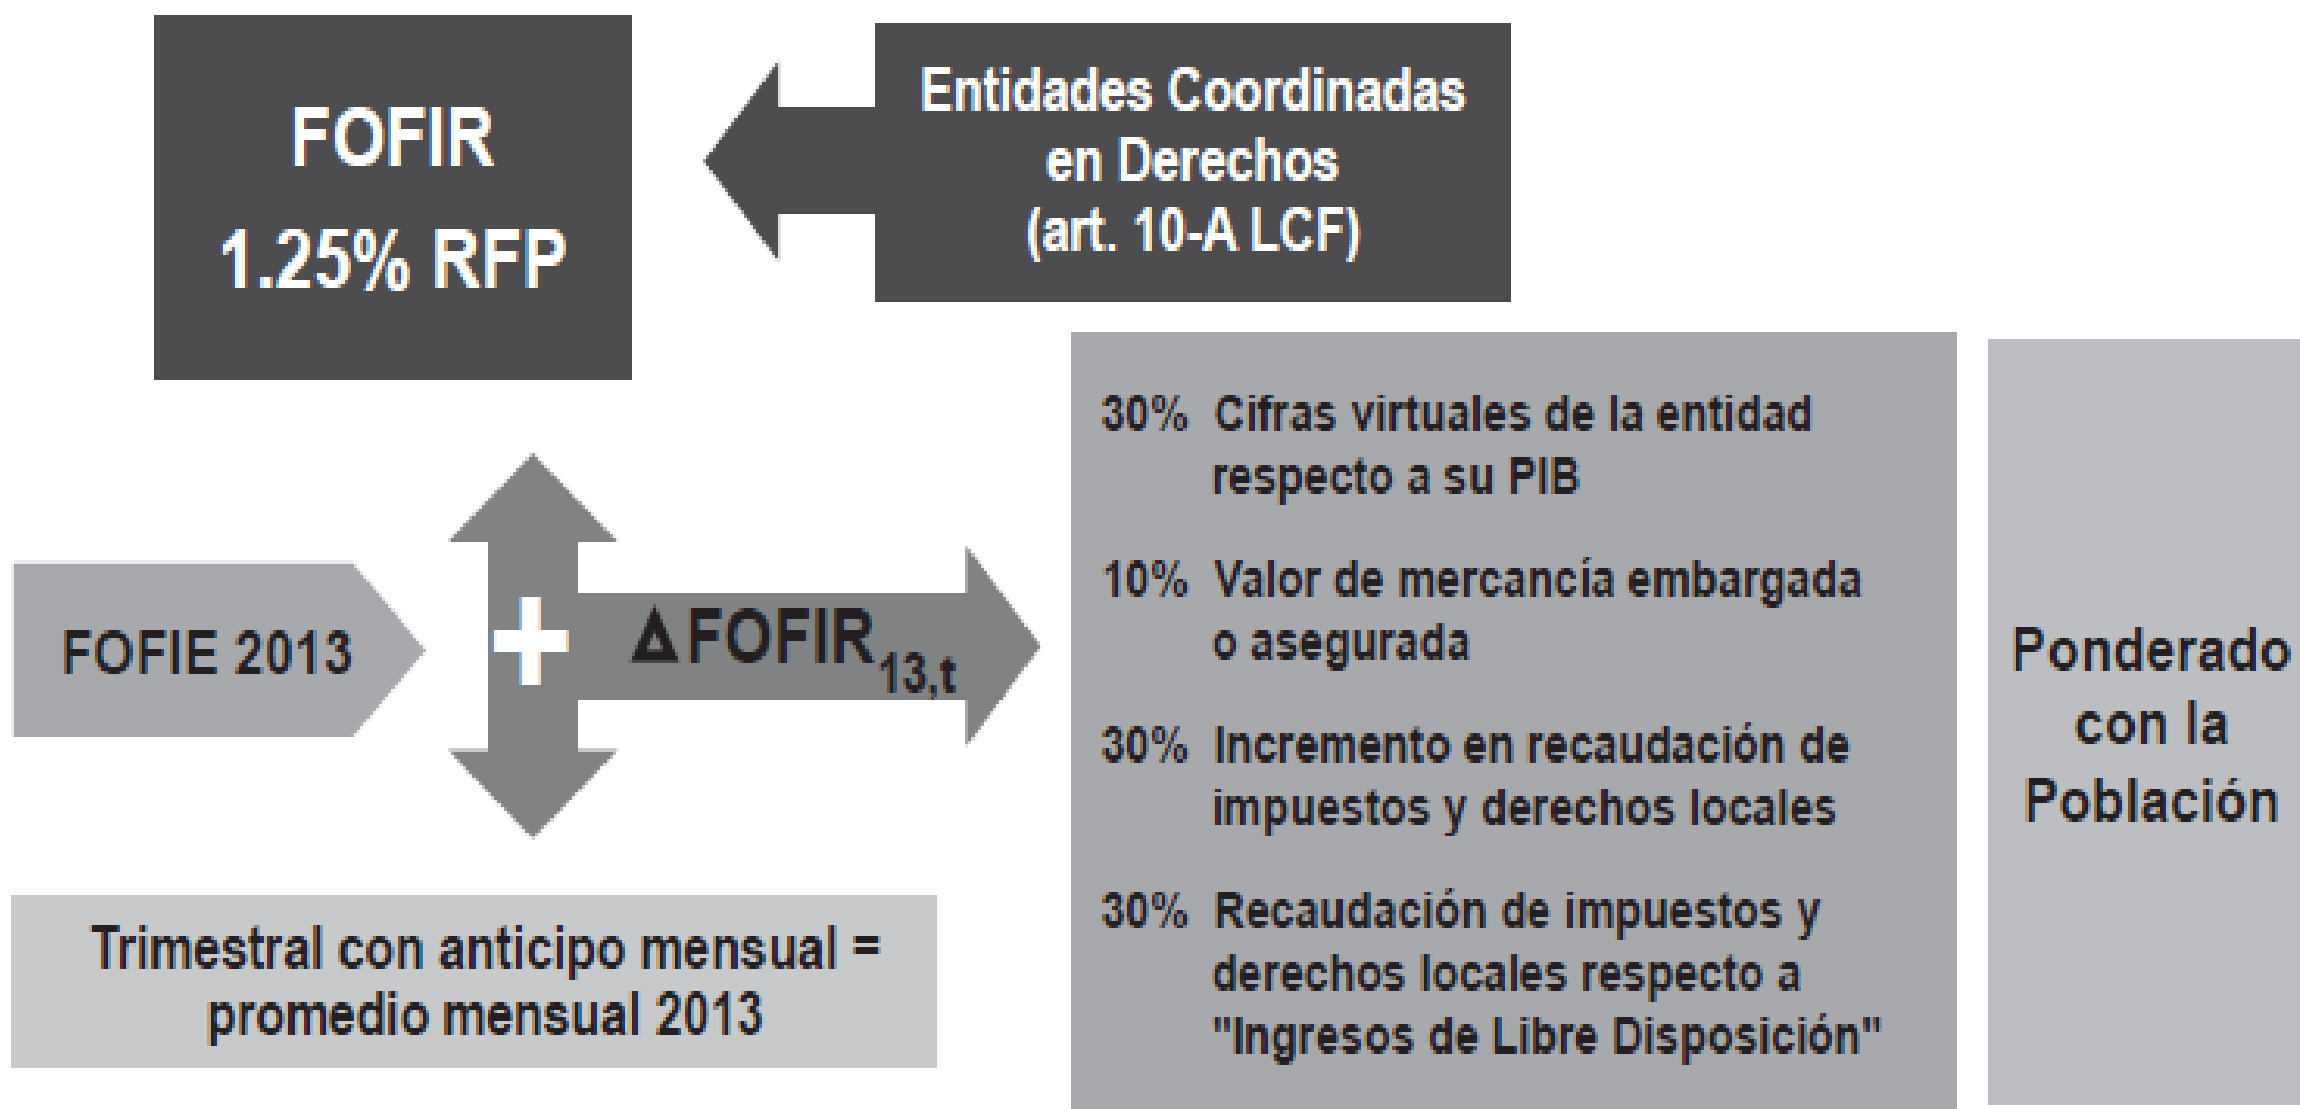 FOFIR
1.25% RFP
Entidades Coordinadas
en Derechos
(art. 10-A LCF)
FOFIE 2013
+
ΔFOFIR13,t
30% Cifras virtuales de la entidad
respecto a su PIB
10% Valor de mercancía embargada
o asegurada
30% Incremento en recaudación de
impuestos y derechos locales
30% Recaudación de impuestos y
derechos locales respecto a
"Ingresos de Libre Disposición"
Ponderado
con la
Población
Trimestral con anticipo mensual =
promedio mensual 2013